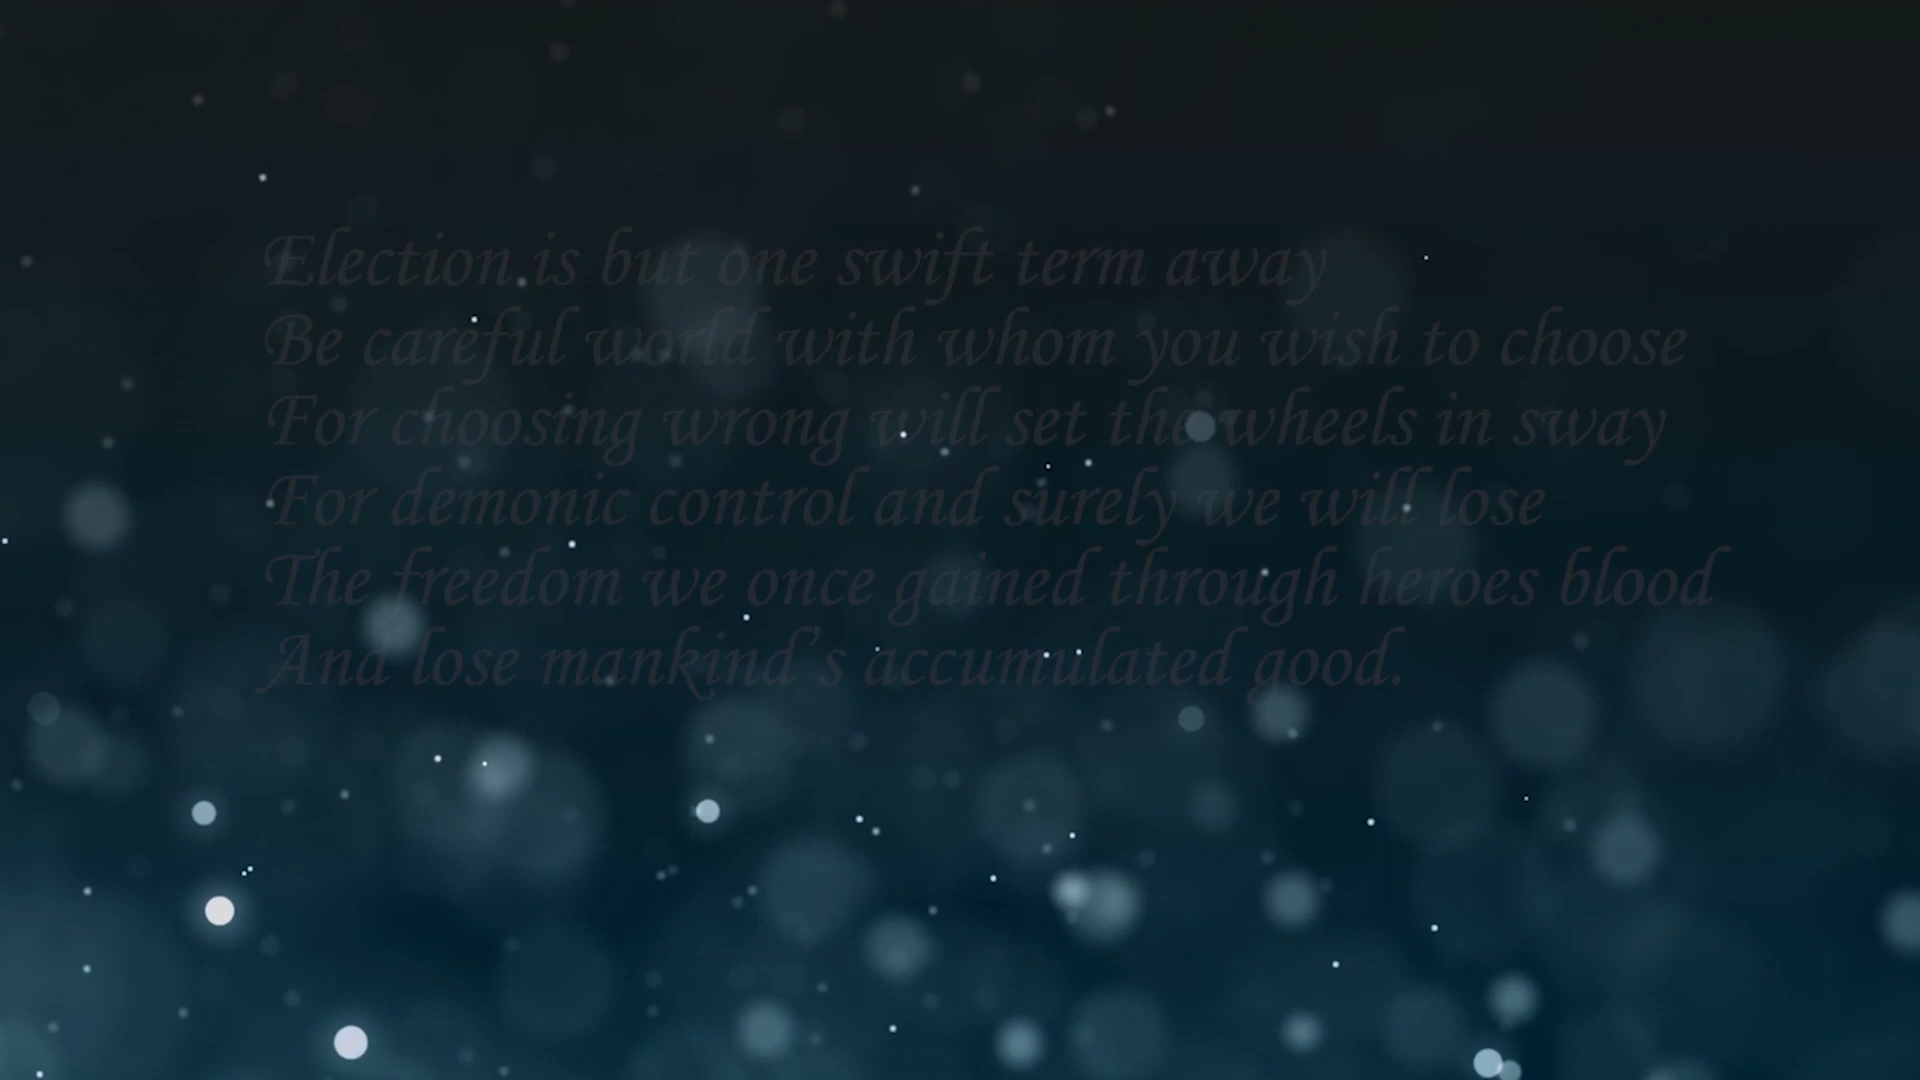 Election is but one swift term away
Be careful world with whom you wish to choose
For choosing wrong will set the wheels in sway
For demonic control and surely we will lose
The freedom we once gained through heroes blood
And lose mankind's accumulated good.